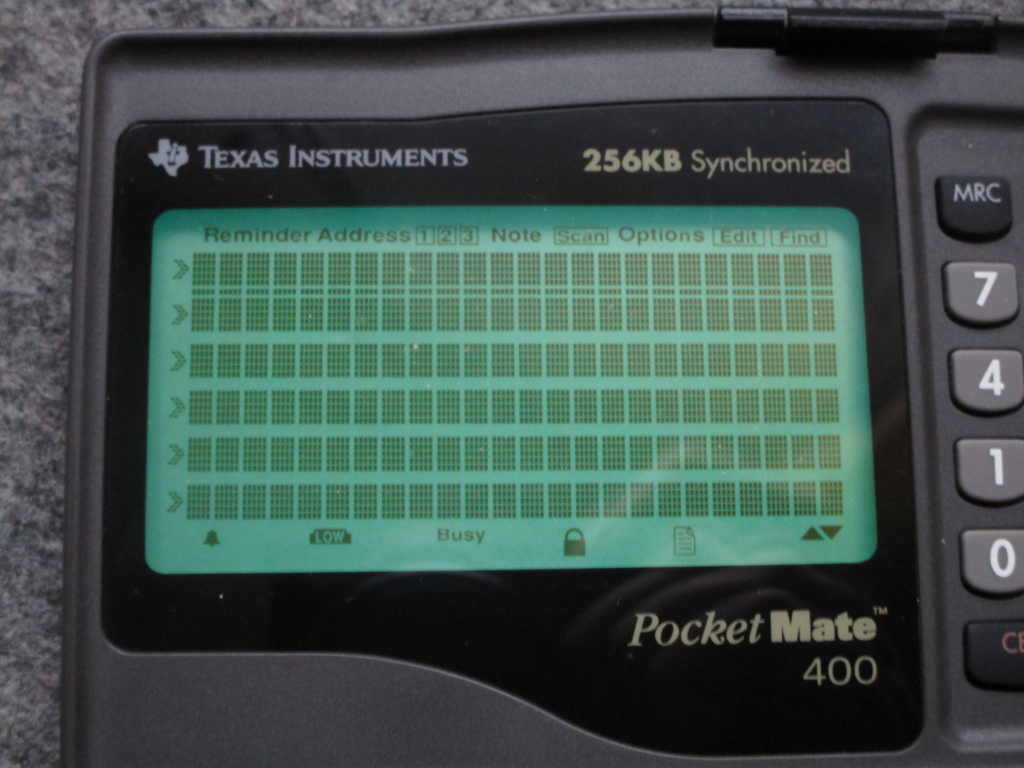 TEXAS INSTRUMENTS
256KB Synchronized
Reminder Address 1 2 3 Note Scan Options Edit Find
LOW Busy
PocketMate™
400
MRC
7
4
1
0